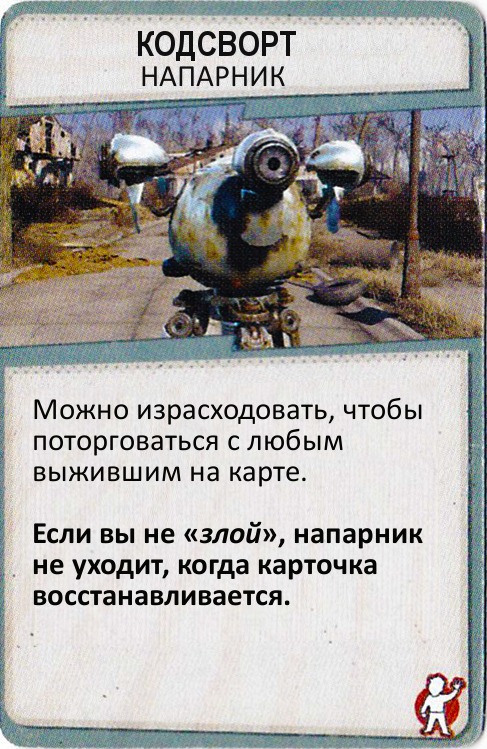 КОДСВОРТ
НАПАРНИК
Можно израсходовать, чтобы
поторговаться с любым
выжившим на карте.
Если вы не «злой», напарник
не уходит, когда карточка
восстанавливается.